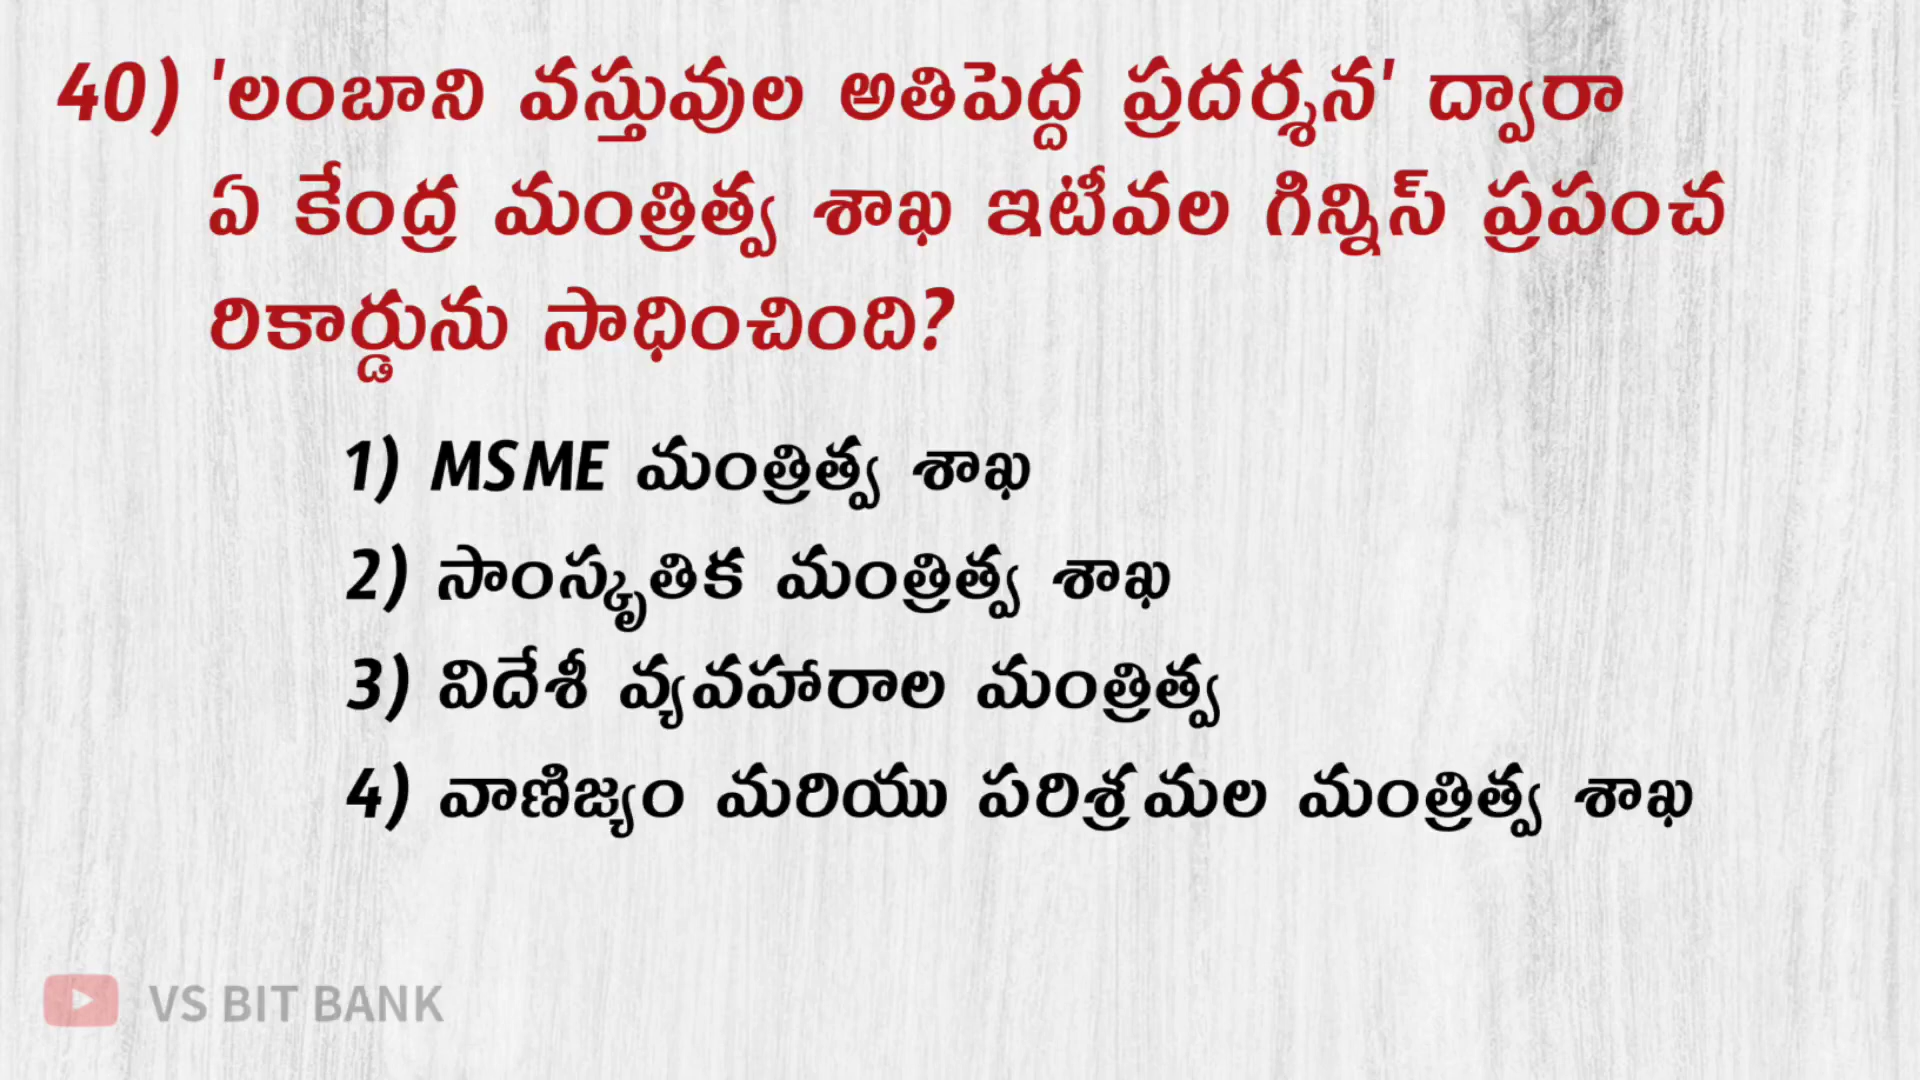 40) 'లంబాని వస్తువుల అతిపెద్ద ప్రదర్శన' ద్వారా
ఏ కేంద్ర మంత్రిత్వ శాఖ ఇటీవల గిన్నిస్ ప్రపంచ
రికార్డును సాధించింది?
1) MSME మంత్రిత్వ శాఖ
2) సాంస్కృతిక మంత్రిత్వ శాఖ
3) విదేశీ వ్యవహారాల మంత్రిత్వ
4) వాణిజ్యం మరియు పరిశ్రమల మంత్రిత్వ శాఖ
VS BIT BANK